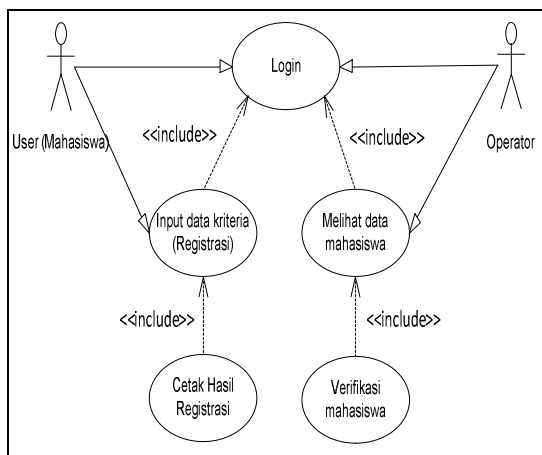 Login
User (Mahasiswa)
Operator
<<include>>
<<include>>
Input data kriteria
(Registrasi)
Melihat data
mahasiswa
<<include>>
<<include>>
Cetak Hasil
Registrasi
Verifikasi
mahasiswa